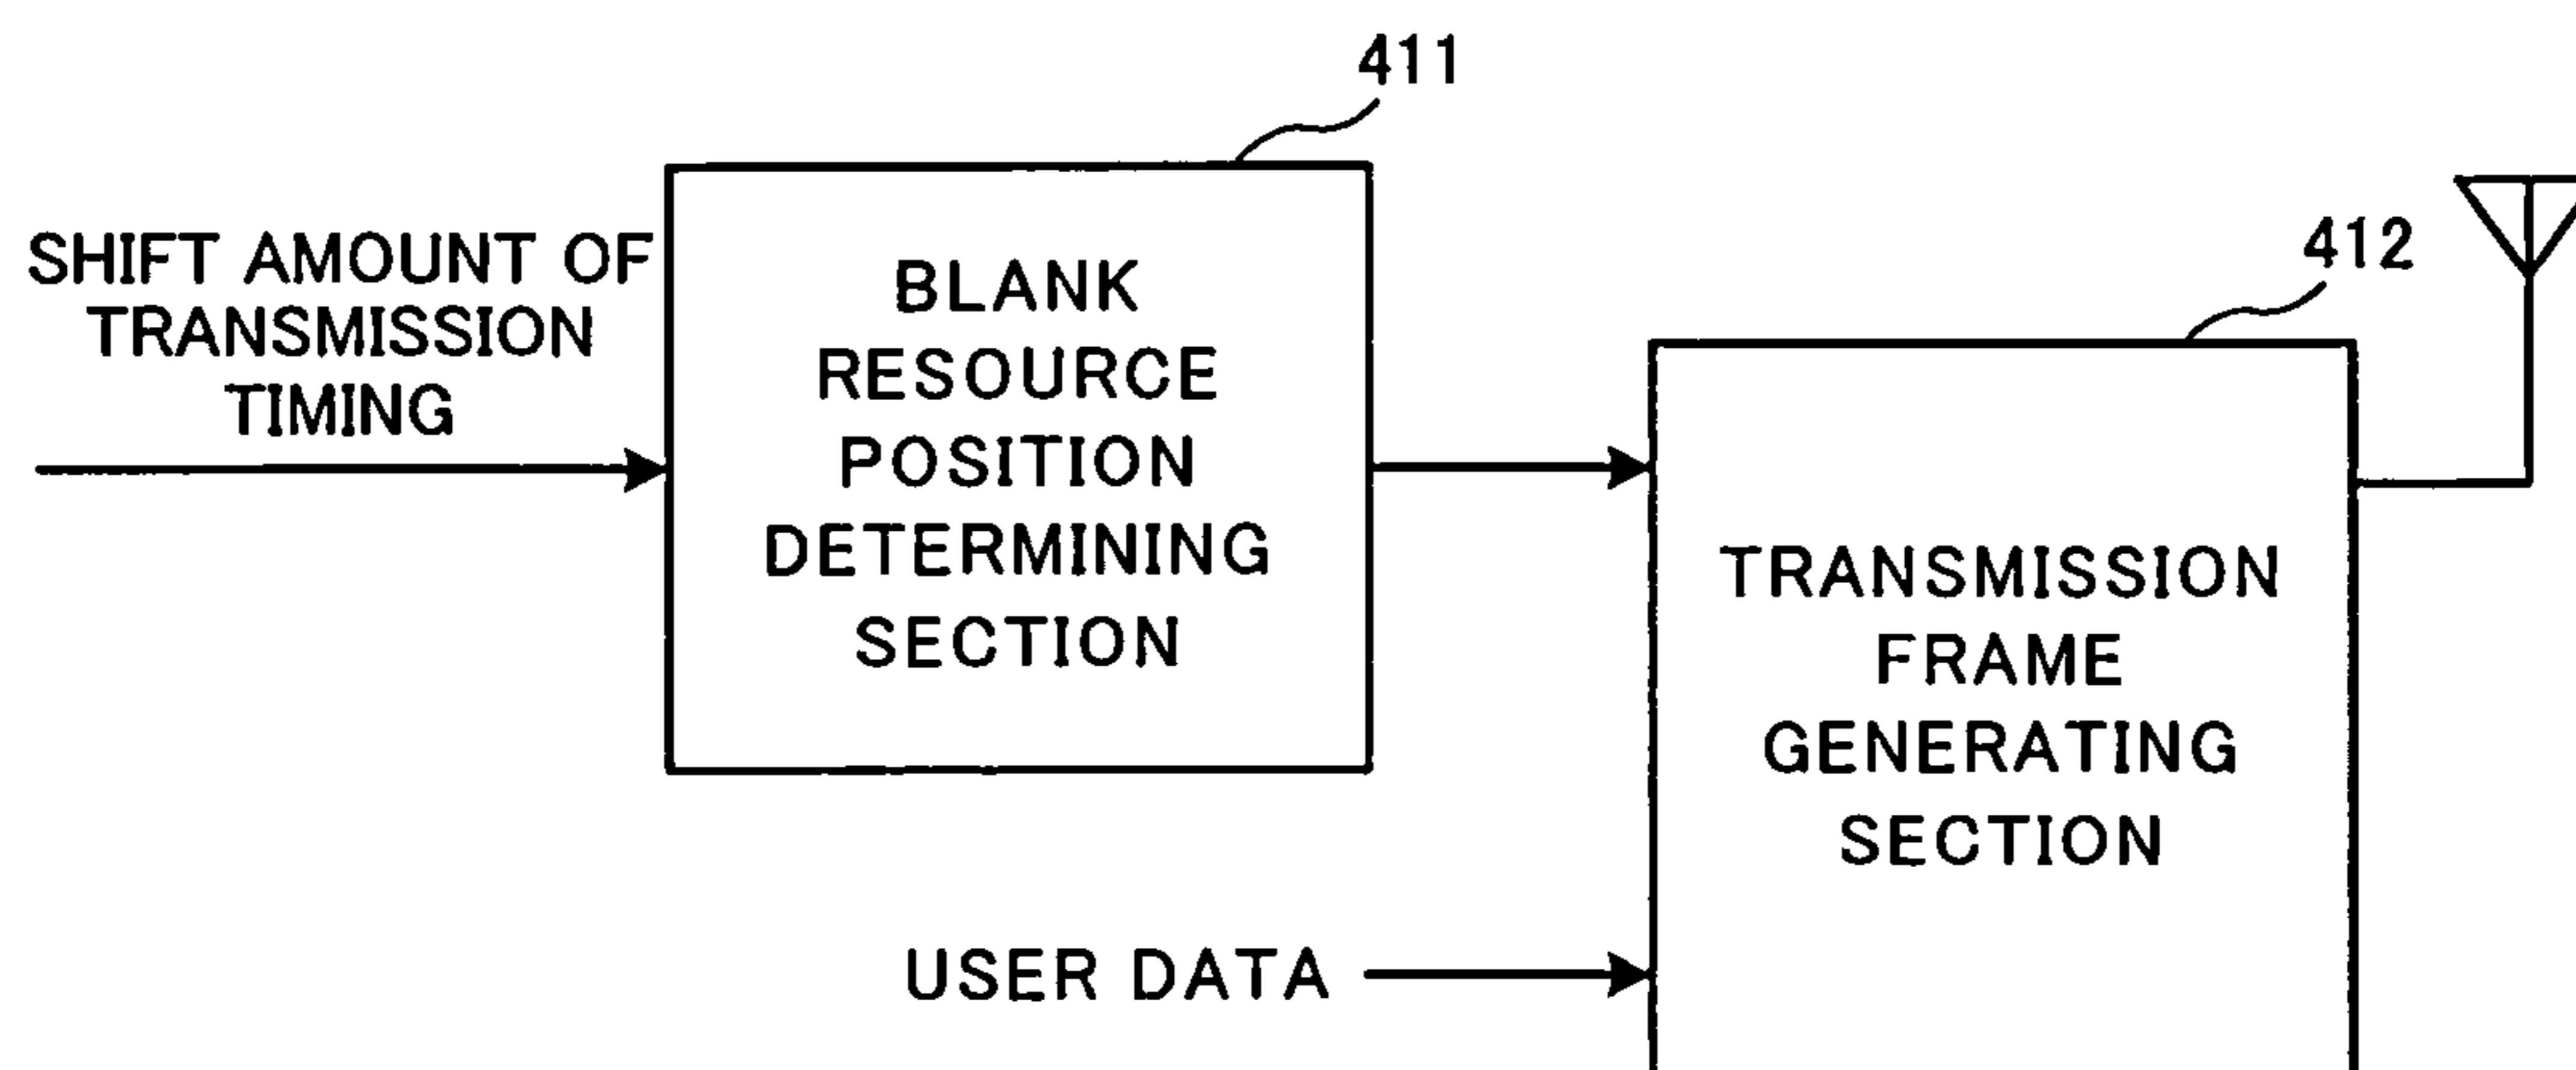 411
SHIFT AMOUNT OF
TRANSMISSION
TIMING
BLANK
RESOURCE
POSITION
DETERMINING
SECTION
412
TRANSMISSION
FRAME
GENERATING
SECTION
USER DATA